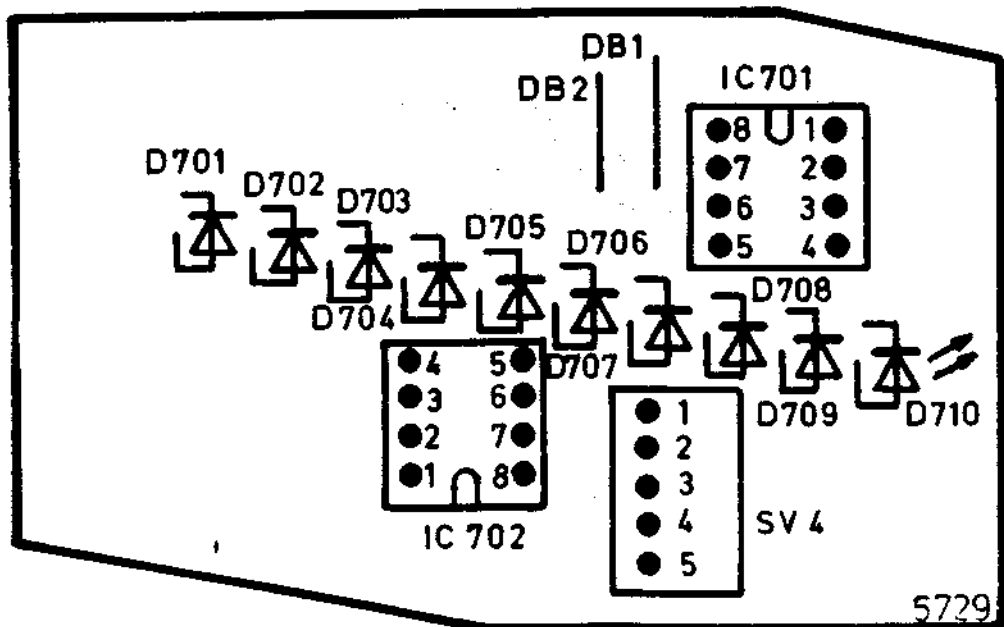 DB1
DB2
IC701
8 1
7 2
6 3
5 4
D701
D702
D703
D704
D705
D706
D707
D708
D709
D710
4 5
3 6
2 7
1 8
IC 702
1
2
3
4
5
SV 4
5729